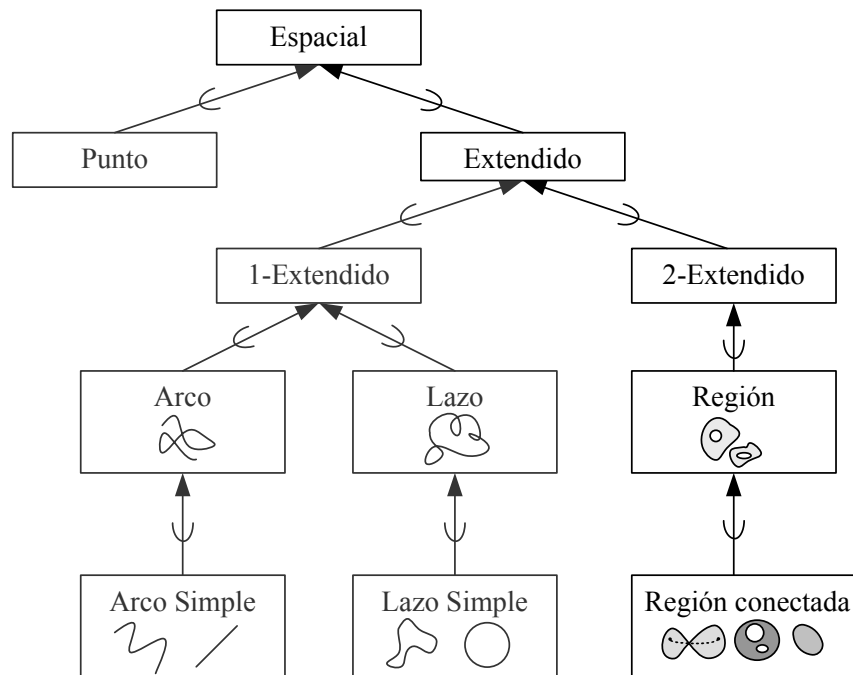 Espacial
Punto
Extendido
1-Extendido
2-Extendido
Arco
Lazo
Región
Arco Simple
Lazo Simple
Región conectada